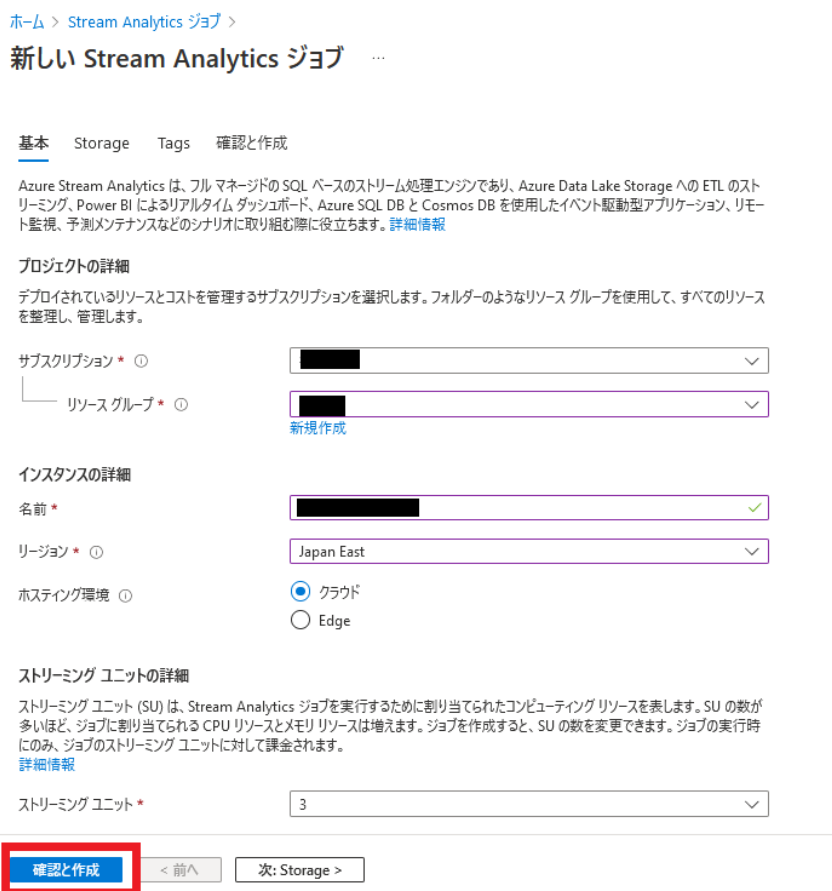 ホーム > Stream Analytics ジョブ >
新しい Stream Analytics ジョブ ...
基本 Storage Tags 確認と作成
Azure Stream Analytics は、フル マネージドの SQL ベースのストリーム処理エンジンであり、Azure Data Lake Storage への ETL のスト
リーミング、Power BI によるリアルタイム ダッシュボード、Azure SQL DB と Cosmos DB を使用したイベント駆動型アプリケーション、リモー
ト監視、予測メンテナンスなどのシナリオに取り組む際に役立ちます。詳細情報
プロジェクトの詳細
デプロイされているリソースとコストを管理するサブスクリプションを選択します。フォルダーのようなリソース グループを使用して、すべてのリソース
を整理し、管理します。
サブスクリプション *
リソース グループ *
新規作成
インスタンスの詳細
名前 *
リージョン * Japan East
ホスティング環境 クラウド
Edge
ストリーミング ユニットの詳細
ストリーミング ユニット (SU) は、Stream Analytics ジョブを実行するために割り当てられたコンピューティング リソースを表します。SU の数が
多いほど、ジョブに割り当てられる CPU リソースとメモリ リソースは増えます。ジョブを作成すると、SU の数を変更できます。ジョブの実行時
にのみ、ジョブのストリーミング ユニットに対して課金されます。
詳細情報
ストリーミング ユニット * 3
確認と作成 < 前へ 次: Storage >